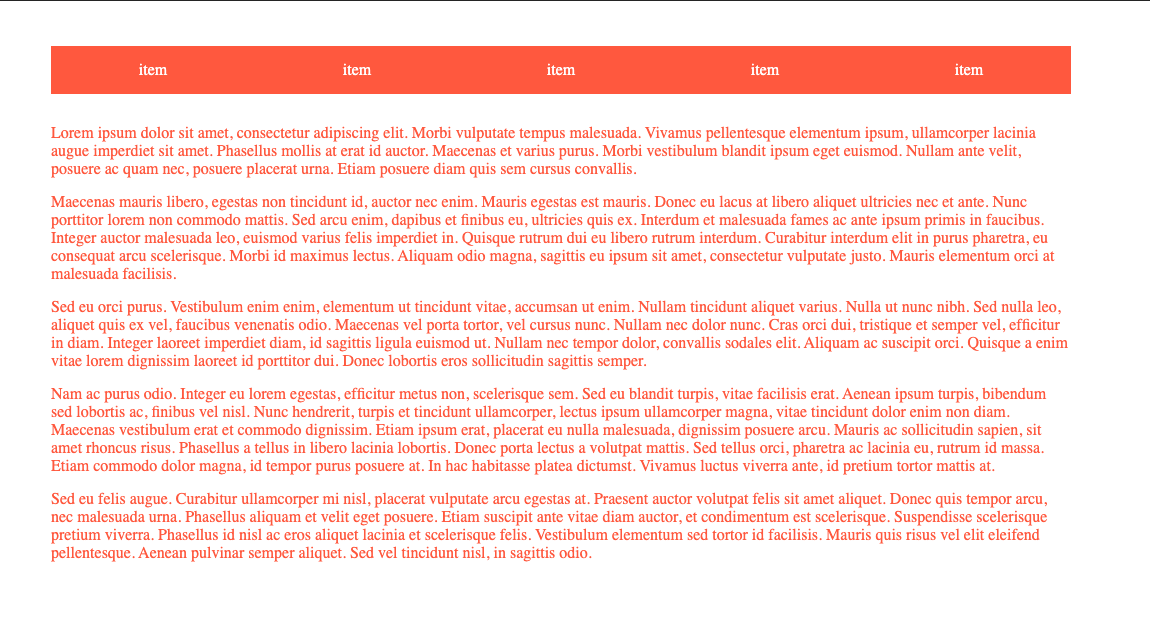 item item item item item
Lorem ipsum dolor sit amet, consectetur adipiscing elit. Morbi vulputate tempus malesuada. Vivamus pellentesque elementum ipsum, ullamcorper lacinia
augue imperdiet sit amet. Phasellus mollis at erat id auctor. Maecenas et varius purus. Morbi vestibulum blandit ipsum eget euismod. Nullam ante velit,
posuere ac quam nec, posuere placerat urna. Etiam posuere diam quis sem cursus convallis.
Maecenas mauris libero, egestas non tincidunt id, auctor nec enim. Mauris egestas est mauris. Donec eu lacus at libero aliquet ultricies nec et ante. Nunc
porttitor lorem non commodo mattis. Sed arcu enim, dapibus et finibus eu, ultricies quis ex. Interdum et malesuada fames ac ante ipsum primis in faucibus.
Integer auctor malesuada leo, euismod varius felis imperdiet in. Quisque rutrum dui eu libero rutrum interdum. Curabitur interdum elit in purus pharetra, eu
consequat arcu scelerisque. Morbi id maximus lectus. Aliquam odio magna, sagittis eu ipsum sit amet, consectetur vulputate justo. Mauris elementum orci at
malesuada facilisis.
Sed eu orci purus. Vestibulum enim enim, elementum ut tincidunt vitae, accumsan ut enim. Nullam tincidunt aliquet varius. Nulla ut nunc nibh. Sed nulla leo,
aliquet quis ex vel, faucibus venenatis odio. Maecenas vel porta tortor, vel cursus nunc. Nullam nec dolor nunc. Cras orci dui, tristique et semper vel, efficitur
in diam. Integer laoreet imperdiet diam, id sagittis ligula euismod ut. Nullam nec tempor dolor, convallis sodales elit. Aliquam ac suscipit orci. Quisque a enim
vitae lorem dignissim laoreet id porttitor dui. Donec lobortis eros sollicitudin sagittis semper.
Nam ac purus odio. Integer eu lorem egestas, efficitur metus non, scelerisque sem. Sed eu blandit turpis, vitae facilisis erat. Aenean ipsum turpis, bibendum
sed lobortis ac, finibus vel nisl. Nunc hendrerit, turpis et tincidunt ullamcorper, lectus ipsum ullamcorper magna, vitae tincidunt dolor enim non diam.
Maecenas vestibulum erat et commodo dignissim. Etiam ipsum erat, placerat eu nulla malesuada, dignissim posuere arcu. Mauris ac sollicitudin sapien, sit
amet rhoncus risus. Phasellus a tellus in libero lacinia lobortis. Donec porta lectus a volutpat mattis. Sed tellus orci, pharetra ac lacinia eu, rutrum id massa.
Etiam commodo dolor magna, id tempor purus posuere at. In hac habitasse platea dictumst. Vivamus luctus viverra ante, id pretium tortor mattis at.
Sed eu felis augue. Curabitur ullamcorper mi nisl, placerat vulputate arcu egestas at. Praesent auctor volutpat felis sit amet aliquet. Donec quis tempor arcu,
nec malesuada urna. Phasellus aliquam et velit eget posuere. Etiam suscipit ante vitae diam auctor, et condimentum est scelerisque. Suspendisse scelerisque
pretium viverra. Phasellus id nisl ac eros aliquet lacinia et scelerisque felis. Vestibulum elementum sed tortor id facilisis. Mauris quis risus vel elit eleifend
pellentesque. Aenean pulvinar semper aliquet. Sed vel tincidunt nisl, in sagittis odio.